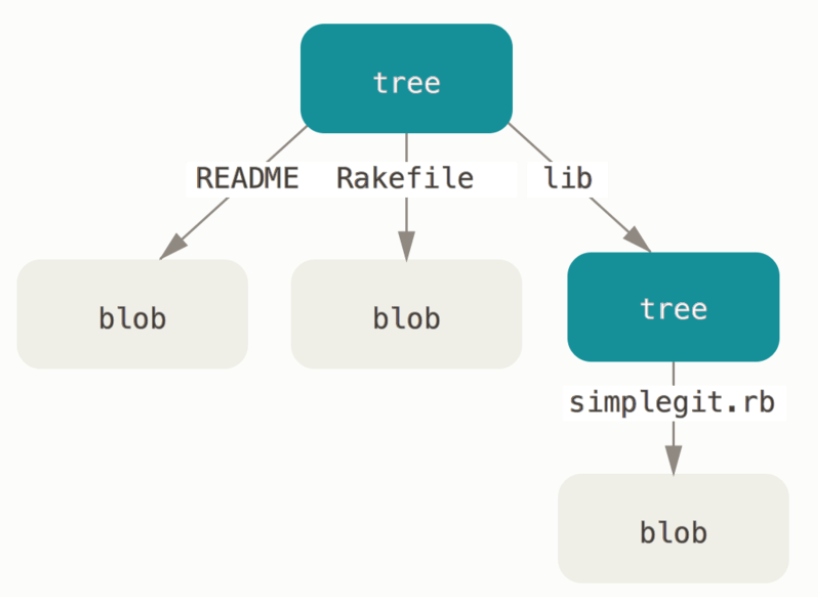 tree
README
Rakefile
lib
blob
blob
tree
simplegit.rb
blob